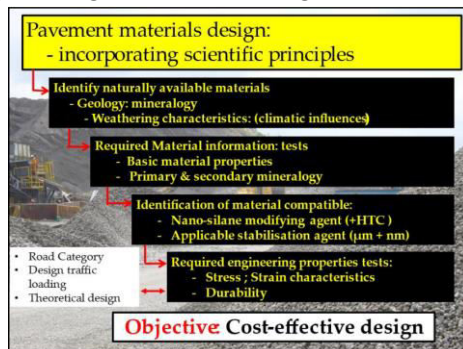 Pavement materials design:
- incorporating scientific principles
Identify naturally available materials
- Geology: mineralogy
- Weathering characteristics: (climatic influences)
Required Material information: tests
- Basic material properties
- Primary & secondary mineralogy
Identification of material compatible:
- Nano-silane modifying agent (+HTC )
- Applicable stabilisation agent (µm + nm)
Required engineering properties tests:
- Stress ; Strain characteristics
- Durability
• Road Category
• Design traffic
loading
• Theoretical design
Objective: Cost-effective design